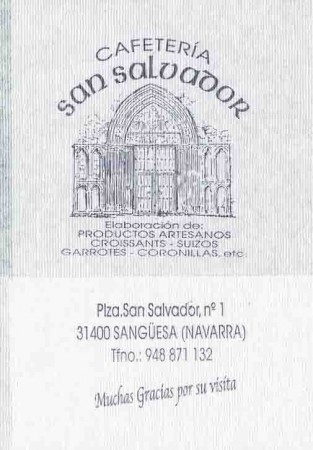 CAFETERÍA
San Salvador
Elaboración de:
PRODUCTOS ARTESANOS
CROISSANTS - SUIZOS
GARROTES - CORONILLAS, etc.
Plza.San Salvador, nº 1
31400 SANGÜESA (NAVARRA)
Tfno.: 948 871 132
Muchas Gracias por su visita